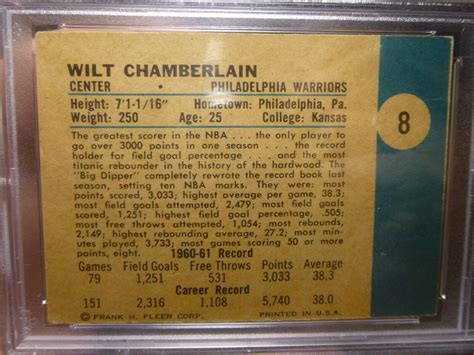 WILT CHAMBERLAIN
CENTER • PHILADELPHIA WARRIORS
Height: 7'1-1/16" Hometown: Philadelphia, Pa.
Weight: 250 Age: 25 College: Kansas
8
The greatest scorer in the NBA . . . the only player to
go over 3000 points in one season . . . the record
holder for field goal percentage . . . and the most
titanic rebounder in the history of the hardwood. The
"Big Dipper" completely rewrote the record book last
season, setting ten NBA marks. They were: most
points scored, 3,033; highest average, 38.3; most
field goals attempted, 2,479; most field goals
scored, 1,251; highest field goal percentage, .505;
most free throws attempted, 1,054; most rebounds,
2,149; highest rebounding average, 27.2; most min-
utes played, 3,733; most games scoring 50 or more
points, eight.
1960-61 Record
Games Field Goals Free Throws Points Average
79 1,251 531 3,033 38.3
Career Record
151 2,316 1,108 5,740 38.0
© FRANK H. FLEER CORP. PRINTED IN U.S.A.